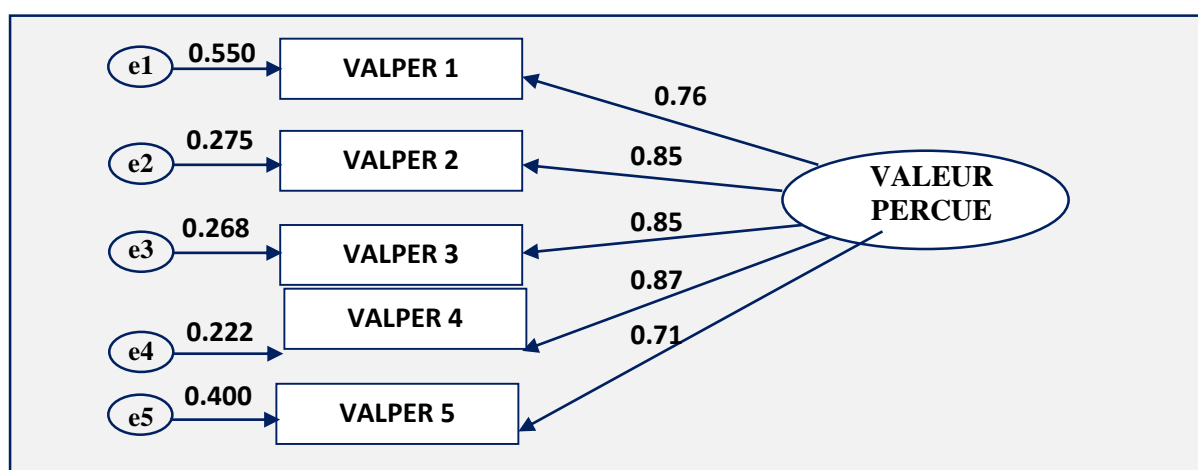 e1 0.550 VALPER 1
0.76
e2 0.275 VALPER 2
0.85
VALEUR
PERCUE
e3 0.268 VALPER 3
0.85
0.87
e4 0.222 VALPER 4
0.71
e5 0.400 VALPER 5